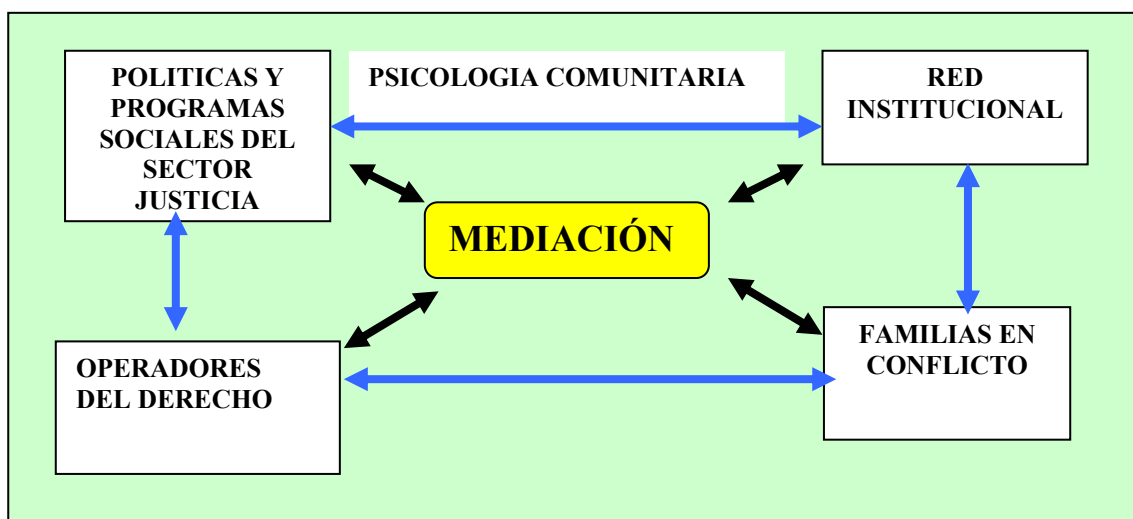 POLITICAS Y
PROGRAMAS
SOCIALES DEL
SECTOR
JUSTICIA
PSICOLOGIA COMUNITARIA
RED
INSTITUCIONAL
MEDIACIÓN
OPERADORES
DEL DERECHO
FAMILIAS EN
CONFLICTO